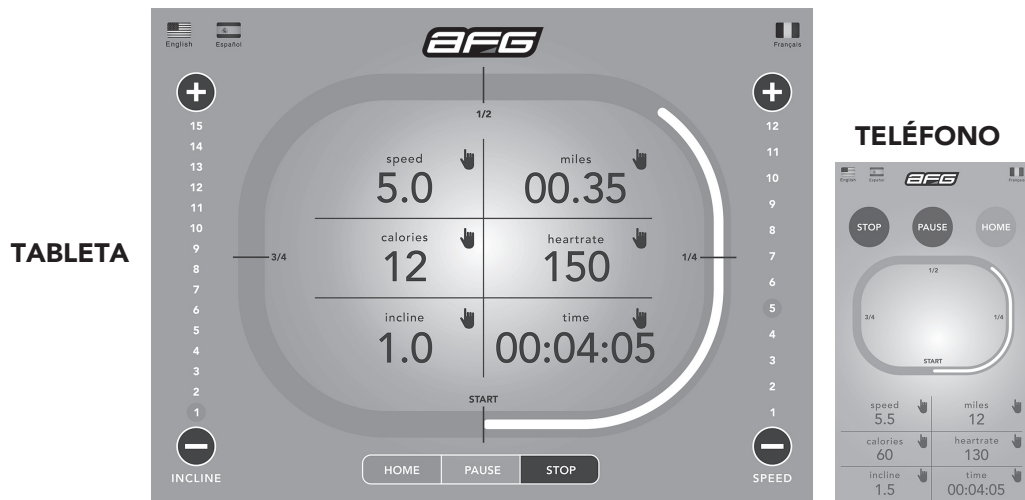 English Español
AFG
Français
15
14
13
12
11
10
9
8
7
6
5
4
3
2
1
INCLINE
1/2
speed
5.0
miles
00.35
calories
12
heartrate
150
incline
1.0
time
00:04:05
3/4
1/4
START
HOME PAUSE STOP
12
11
10
9
8
7
6
5
4
3
2
1
SPEED
TABLETA
TELÉFONO
English Español
AFG
Français
STOP PAUSE HOME
1/2
3/4
1/4
START
speed
5.5
miles
12
calories
60
heartrate
130
incline
1.5
time
00:04:05